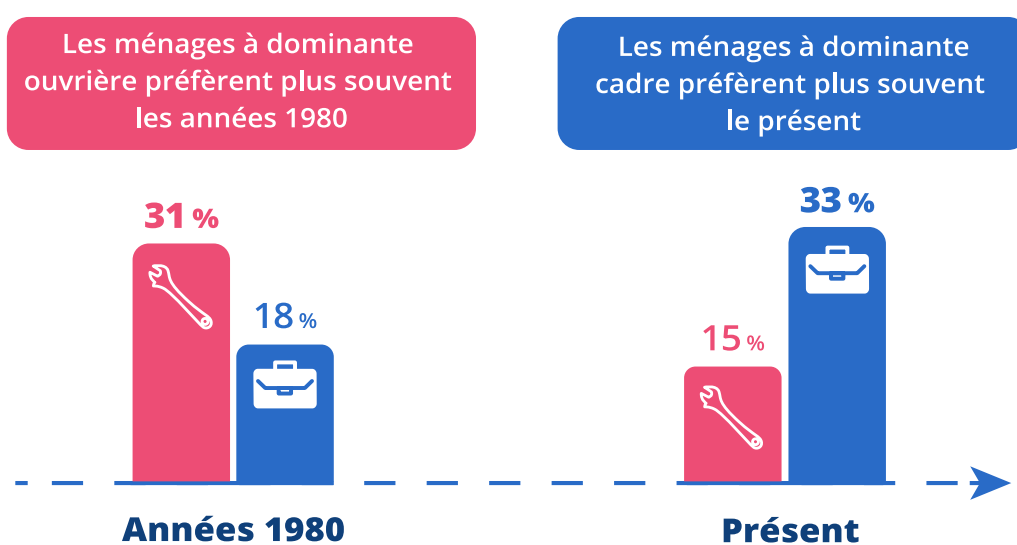 Les ménages à dominante
ouvrière préfèrent plus souvent
les années 1980
Les ménages à dominante
cadre préfèrent plus souvent
le présent
31 %
18 %
15 %
33 %
Années 1980
Présent